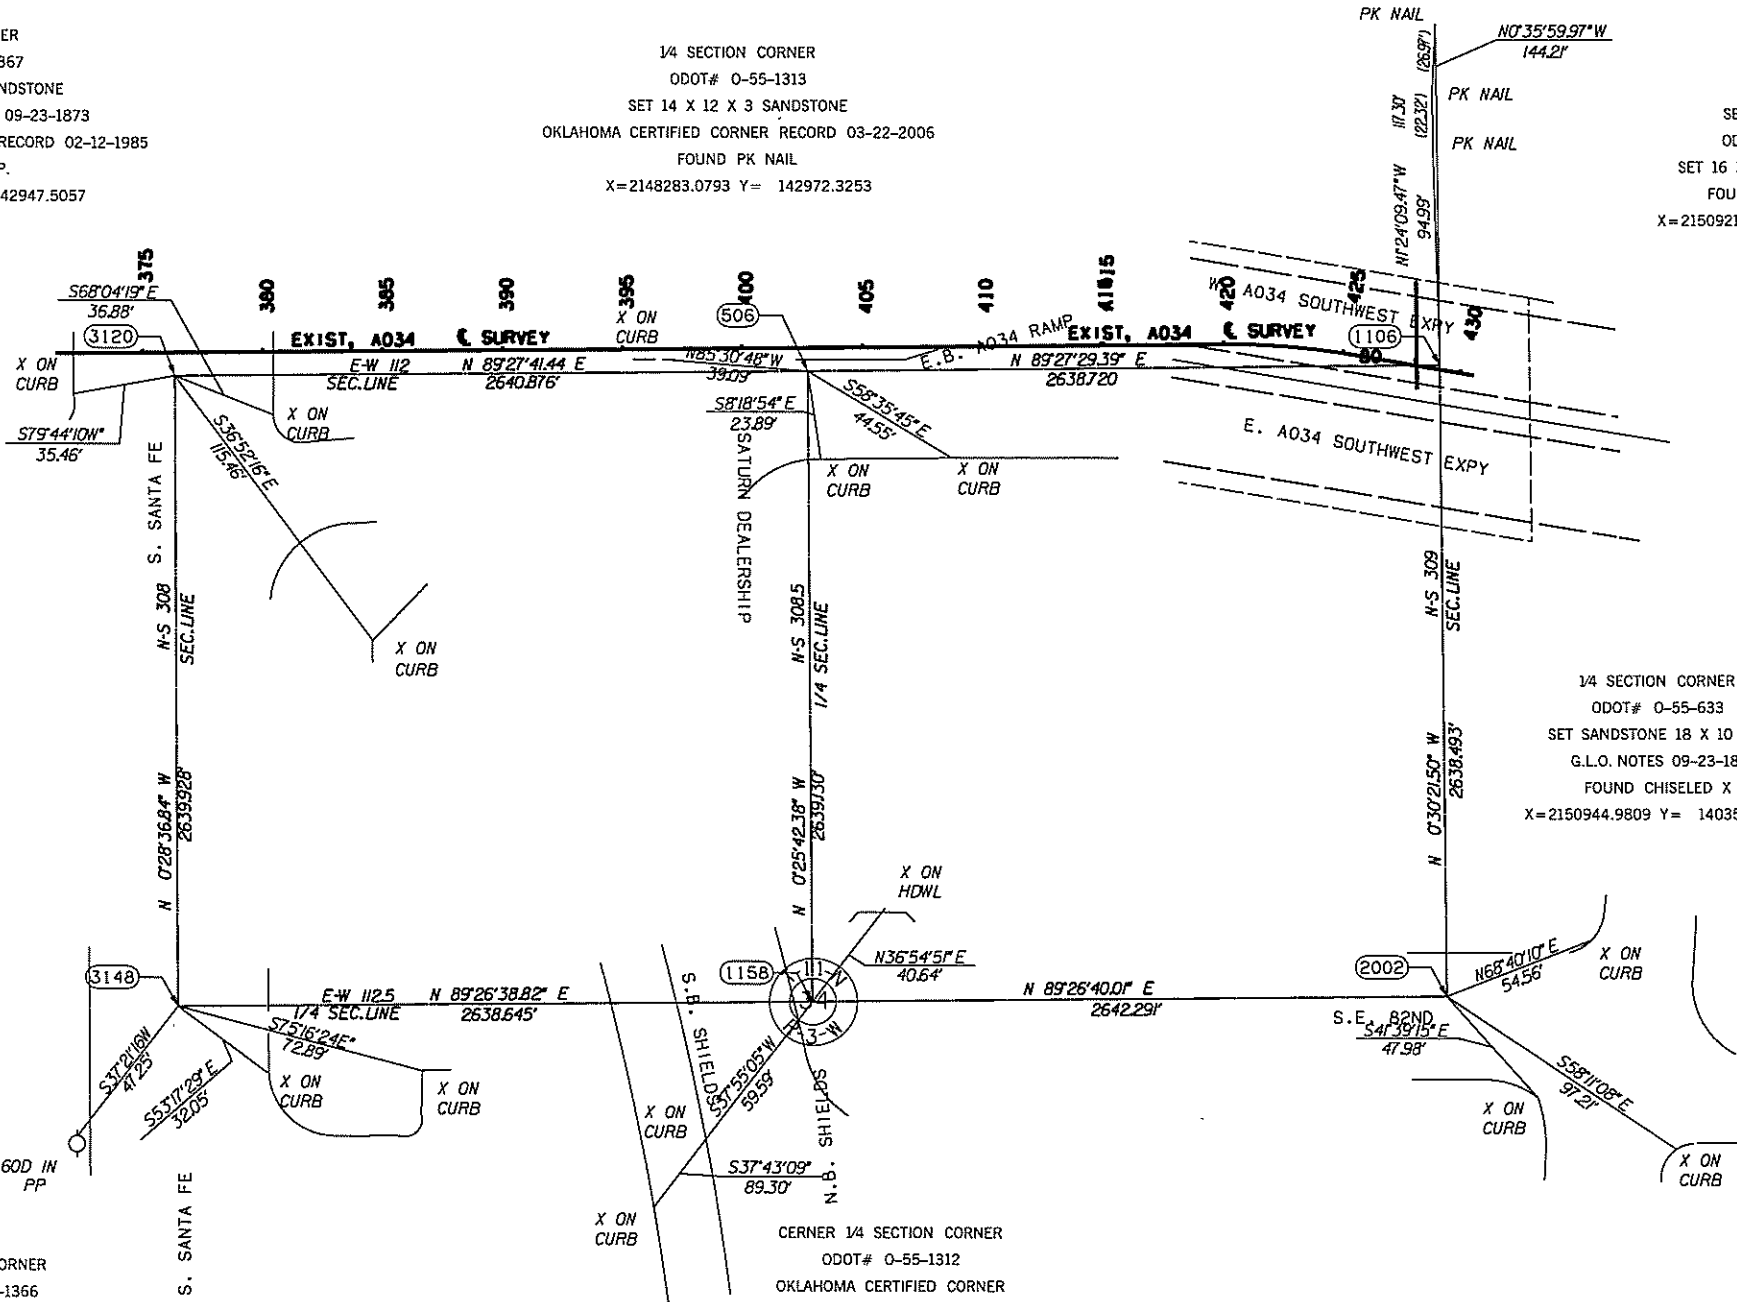 ER
867
NDSTONE
09-23-1873
RECORD 02-12-1985
P.
42947.5057
1/4 SECTION CORNER
ODOT# O-55-1313
SET 14 X 12 X 3 SANDSTONE
OKLAHOMA CERTIFIED CORNER RECORD 03-22-2006
FOUND PK NAIL
X=2148283.0793 Y= 142972.3253
PK NAIL
N0°35'59.97"W
144.21'
(26.97')
PK NAIL
117.30'
(22.32')
PK NAIL
N1°24'09.47"W
94.99'
SE
OD
SET 16
FOU
X=2150921
375
380
385
390
395
400
405
410
415
420
425
430
S68°04'19" E
36.88'
3120
EXIST, A034 ℄ SURVEY
X ON
CURB
506
EXIST, A034 ℄ SURVEY
W. A034 SOUTHWEST EXPY
1106
80
X ON
CURB
E-W 112 N 89°27'41.44 E
SEC.LINE 2640.876'
N85°30'48"W
39.09'
E.B. A034 RAMP
N 89°27'29.39" E
2638.720
S79°44'10W"
35.46'
X ON
CURB
S36°52'16" E
115.46'
S8°18'54" E
23.89'
S58°35'45" E
44.55'
E. A034 SOUTHWEST EXPY
X ON
CURB
X ON
CURB
S. SANTA FE
SATURN DEALERSHIP
N-S 308
SEC.LINE
N-S 308.5
1/4 SEC.LINE
N-S 309
SEC.LINE
X ON
CURB
1/4 SECTION CORNER
ODOT# O-55-633
SET SANDSTONE 18 X 10
G.L.O. NOTES 09-23-18
FOUND CHISELED X
X=2150944.9809 Y= 14035
N 0°28'36.84" W
2639.928'
N 0°25'42.38" W
2639.130'
N 0°30'21.50" W
2638.493'
X ON
HDWL
N36°54'51" E
40.64'
3148
1158
T-11-N
34
R-3-W
2002
N68°40'10" E
54.56'
X ON
CURB
E-W 112.5 N 89°26'38.82" E
1/4 SEC.LINE 2638.645'
N 89°26'40.01" E
2642.291'
S.E. 82ND
S41°39'15" E
47.98'
S75°16'24E"
72.89'
S37°21'16W
47.25'
S53°17'29" E
32.05'
X ON
CURB
X ON
CURB
S.B. SHIELDS
S.B. SHIELDS
S37°55'05"W
59.59'
X ON
CURB
N.B. SHIELDS
S58°11'08" E
97.21'
X ON
CURB
X ON
CURB
60D IN
PP
S37°43'09"
89.30'
X ON
CURB
S. SANTA FE
CERNER 1/4 SECTION CORNER
ODOT# O-55-1312
OKLAHOMA CERTIFIED CORNER
ORNER
-1366